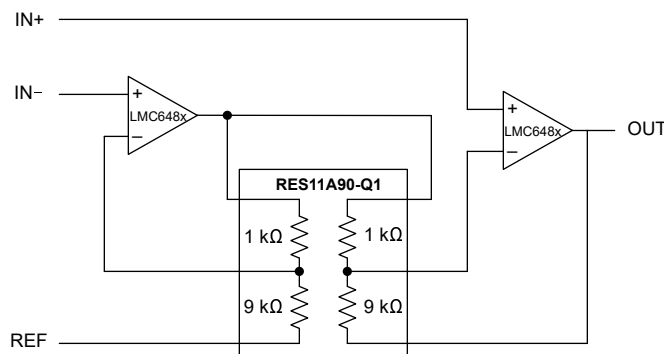 IN+
IN−
+
LMC648x
−
+
LMC648x
−
OUT
RES11A90-Q1
1 kΩ
1 kΩ
9 kΩ
9 kΩ
REF